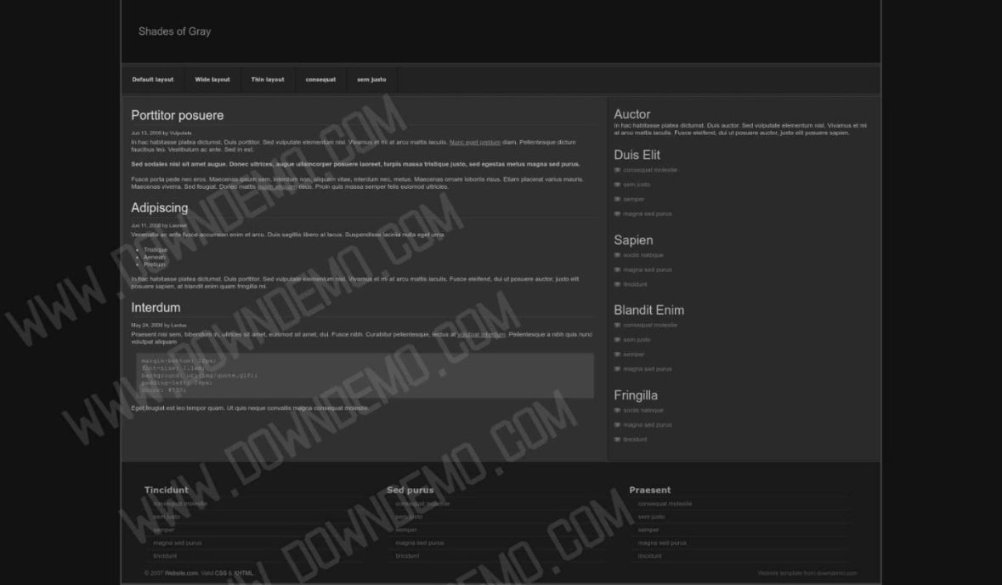 Shades of Gray
Default layout Wide layout Thin layout consequat sem justo
Porttitor posuere
Jun 13, 2006 by Vulputate
In hac habitasse platea dictumst. Duis porttitor. Sed vulputate elementum nisl. Vivamus et mi at arcu mattis iaculis. Nunc eget pretium diam. Pellentesque dictum
faucibus leo. Vestibulum ac ante. Sed in est.
Sed sodales nisl sit amet augue. Donec ultrices, augue ullamcorper posuere laoreet, turpis massa tristique justo, sed egestas metus magna sed purus.
Fusce porta pede nec eros. Maecenas ipsum sem, interdum non, aliquam vitae, interdum nec, metus. Maecenas ornare lobortis risus. Etiam placerat varius mauris.
Maecenas viverra. Sed feugiat. Donec mattis quam aliquam risus. Proin quis massa semper felis euismod ultricies.
Adipiscing
Jun 11, 2006 by Laoreet
Venenatis ac ante fusce accumsan enim et arcu. Duis sagittis libero at lacus. Suspendisse lacinia nulla eget urna.
Tristique
Aenean
Pretium
In hac habitasse platea dictumst. Duis porttitor. Sed vulputate elementum nisl. Vivamus et mi at arcu mattis iaculis. Fusce eleifend, dui ut posuere auctor, justo elit
posuere sapien, at blandit enim quam fringilla mi.
Interdum
May 24, 2006 by Lectus
Praesent nisi sem, bibendum in, ultrices sit amet, euismod sit amet, dui. Fusce nibh. Curabitur pellentesque, lectus at volutpat interdum. Pellentesque a nibh quis nunc
volutpat aliquam
margin-bottom: 12px;
font-size: 1.1em;
background: url(img/quote.gif);
padding-left: 28px;
color: #555;
Eget feugiat est leo tempor quam. Ut quis neque convallis magna consequat molestie.
Auctor
In hac habitasse platea dictumst. Duis auctor. Sed vulputate elementum nisl. Vivamus et mi
at arcu mattis iaculis. Fusce eleifend, dui ut posuere auctor, justo elit posuere sapien.
Duis Elit
consequat molestie
sem justo
semper
magna sed purus
Sapien
sociis natoque
magna sed purus
tincidunt
Blandit Enim
consequat molestie
sem justo
semper
magna sed purus
Fringilla
sociis natoque
magna sed purus
tincidunt
Tincidunt
consequat molestie
sem justo
semper
magna sed purus
tincidunt
Sed purus
consequat molestie
sem justo
semper
magna sed purus
tincidunt
Praesent
consequat molestie
sem justo
semper
magna sed purus
tincidunt
© 2007 Website.com. Valid CSS & XHTML
Website template from downdemo.com
WWW.DOWNDEMO.COM
WWW.DOWNDEMO.COM
WWW.DOWNDEMO.COM
WWW.DOWNDEMO.COM